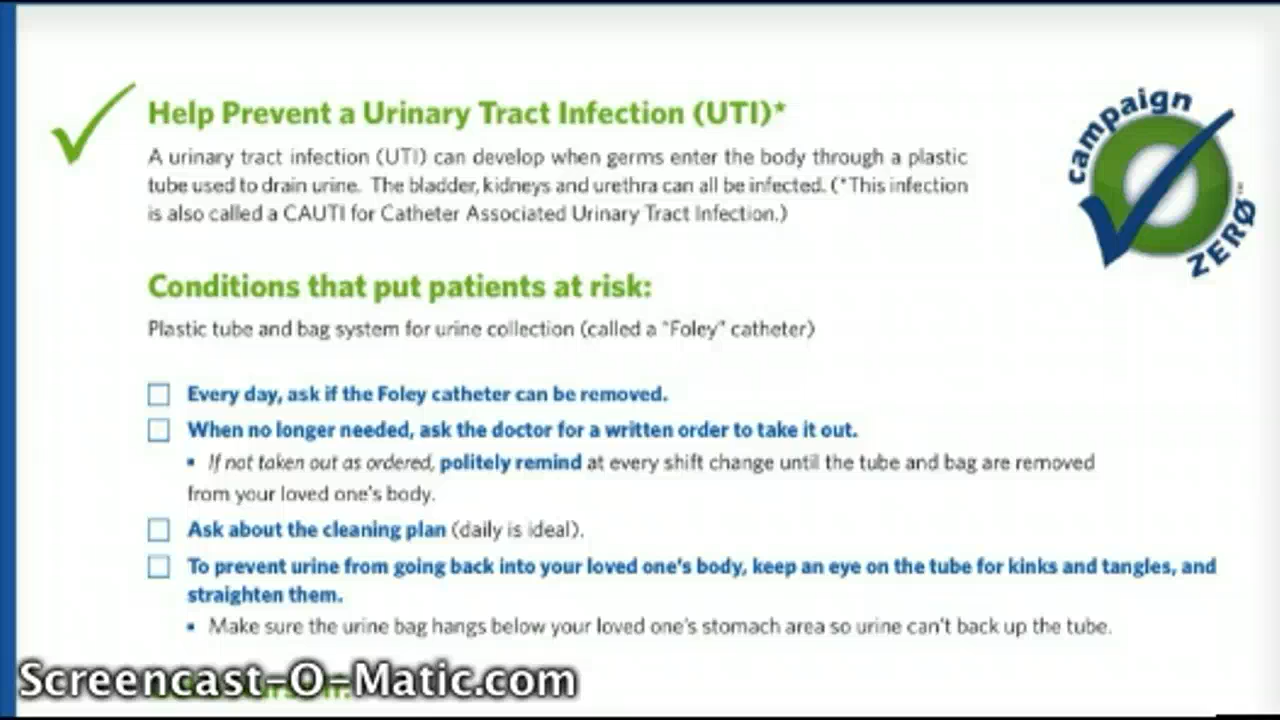 Help Prevent a Urinary Tract Infection (UTI)*
A urinary tract infection (UTI) can develop when germs enter the body through a plastic
tube used to drain urine. The bladder, kidneys and urethra can all be infected. (*This infection
is also called a CAUTI for Catheter Associated Urinary Tract Infection.)
campaign
ZERØ™
Conditions that put patients at risk:
Plastic tube and bag system for urine collection (called a "Foley" catheter)
Every day, ask if the Foley catheter can be removed.
When no longer needed, ask the doctor for a written order to take it out.
▪ If not taken out as ordered, politely remind at every shift change until the tube and bag are removed
from your loved one's body.
Ask about the cleaning plan (daily is ideal).
To prevent urine from going back into your loved one's body, keep an eye on the tube for kinks and tangles, and
straighten them.
▪ Make sure the urine bag hangs below your loved one's stomach area so urine can't back up the tube.
Screencast-O-Matic.com